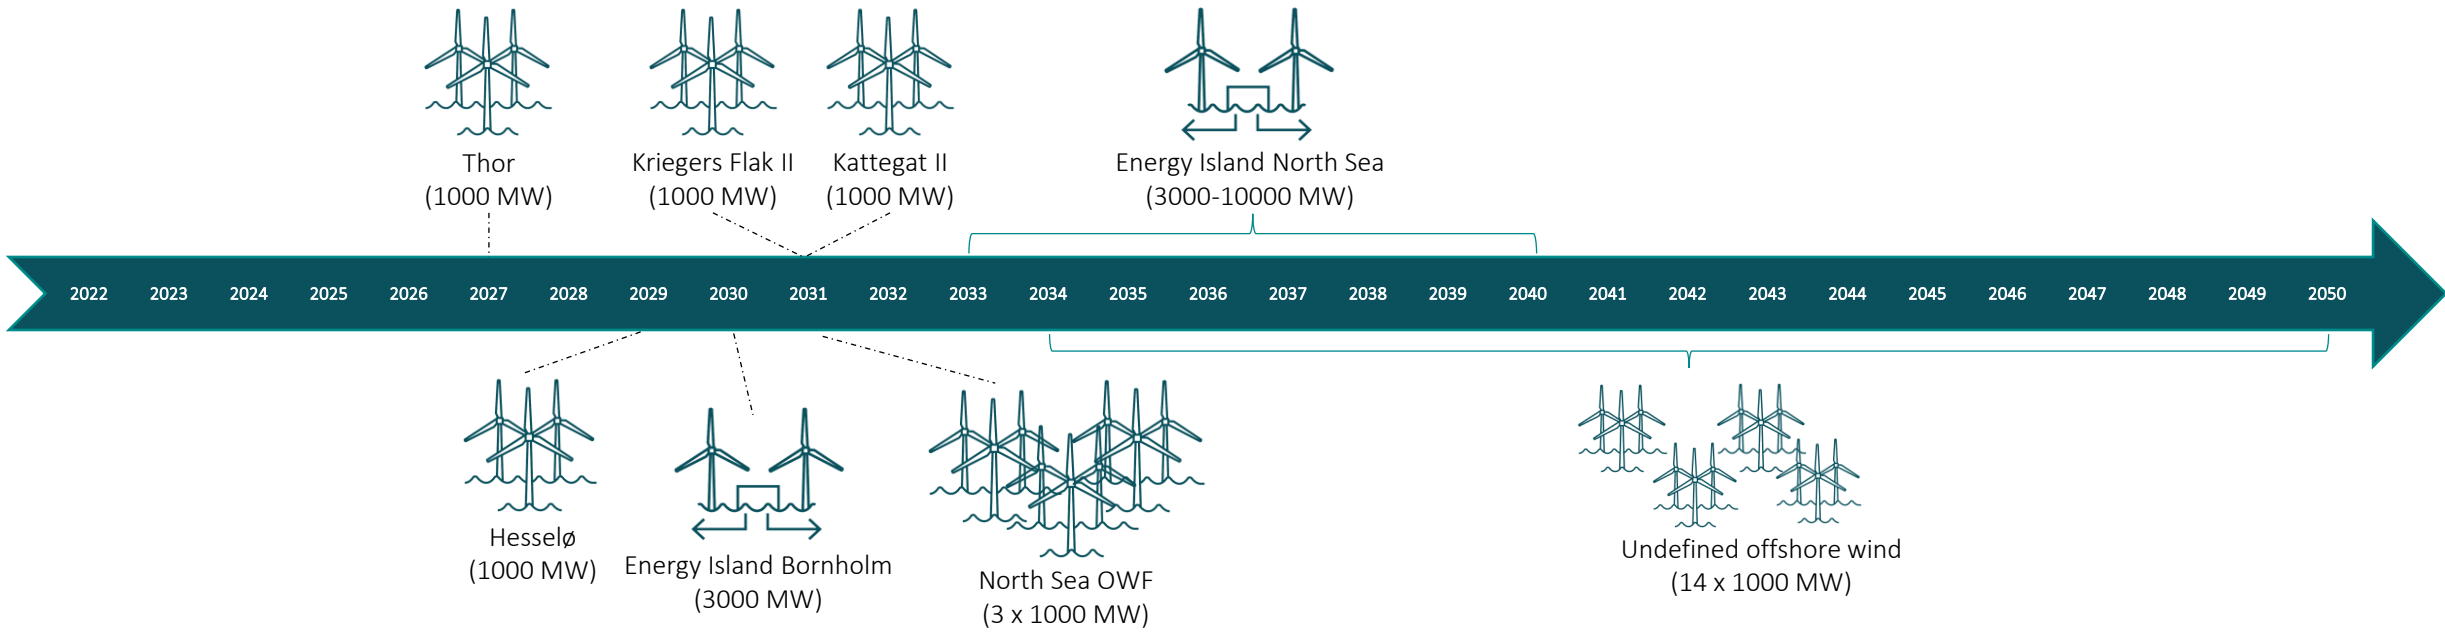 Thor
(1000 MW)
Kriegers Flak II
(1000 MW)
Kattegat II
(1000 MW)
Energy Island North Sea
(3000-10000 MW)
2022 2023 2024 2025 2026 2027 2028 2029 2030 2031 2032 2033 2034 2035 2036 2037 2038 2039 2040 2041 2042 2043 2044 2045 2046 2047 2048 2049 2050
Hesselø
(1000 MW)
Energy Island Bornholm
(3000 MW)
North Sea OWF
(3 x 1000 MW)
Undefined offshore wind
(14 x 1000 MW)